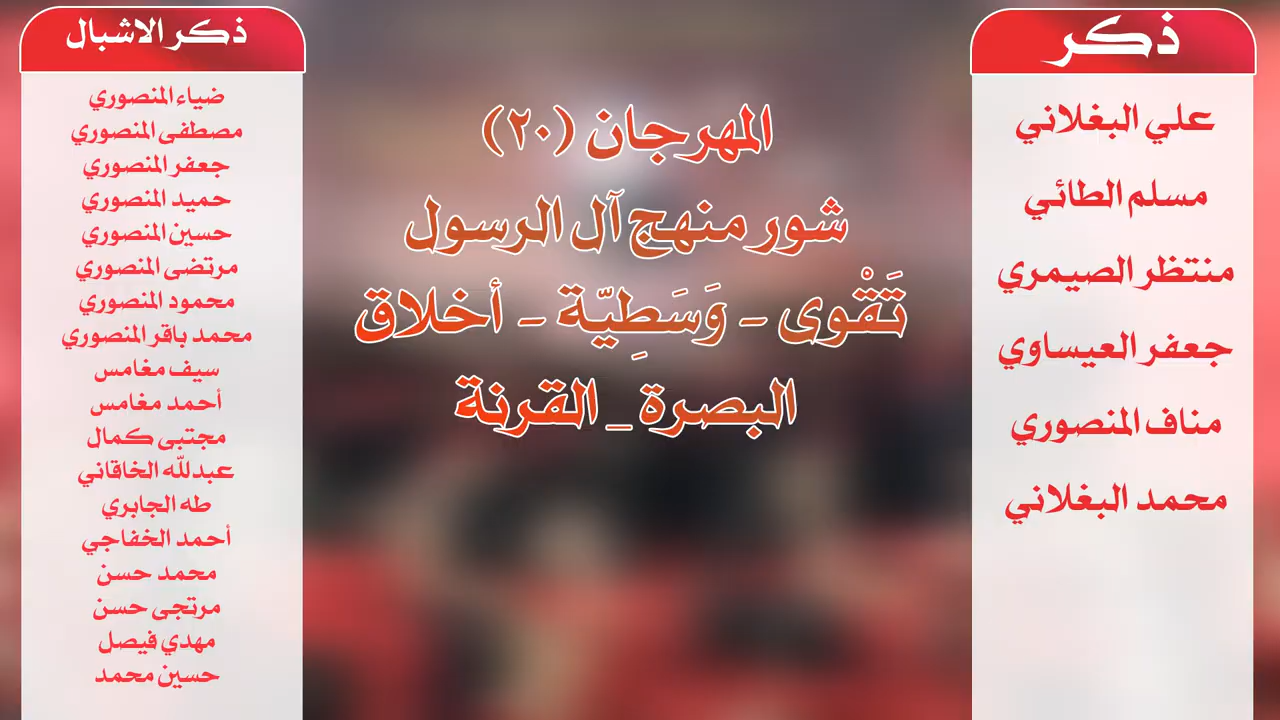 ذكر
علي البغلاني
مسلم الطائي
منتظر الصيمري
جعفر العيساوي
مناف المنصوري
محمد البغلاني
المهرجان (٢٠)
شور منهج آل الرسول
تَقْوى - وَسَطِيّة - أخلاق
البصرة _ القرنة
ذكر الاشبال
ضياء المنصوري
مصطفى المنصوري
جعفر المنصوري
حميد المنصوري
حسين المنصوري
مرتضى المنصوري
محمود المنصوري
محمد باقر المنصوري
سيف مغامس
أحمد مغامس
مجتبى كمال
عبدلله الخاقاني
طه الجابري
أحمد الخفاجي
محمد حسن
مرتجى حسن
مهدي فيصل
حسين محمد